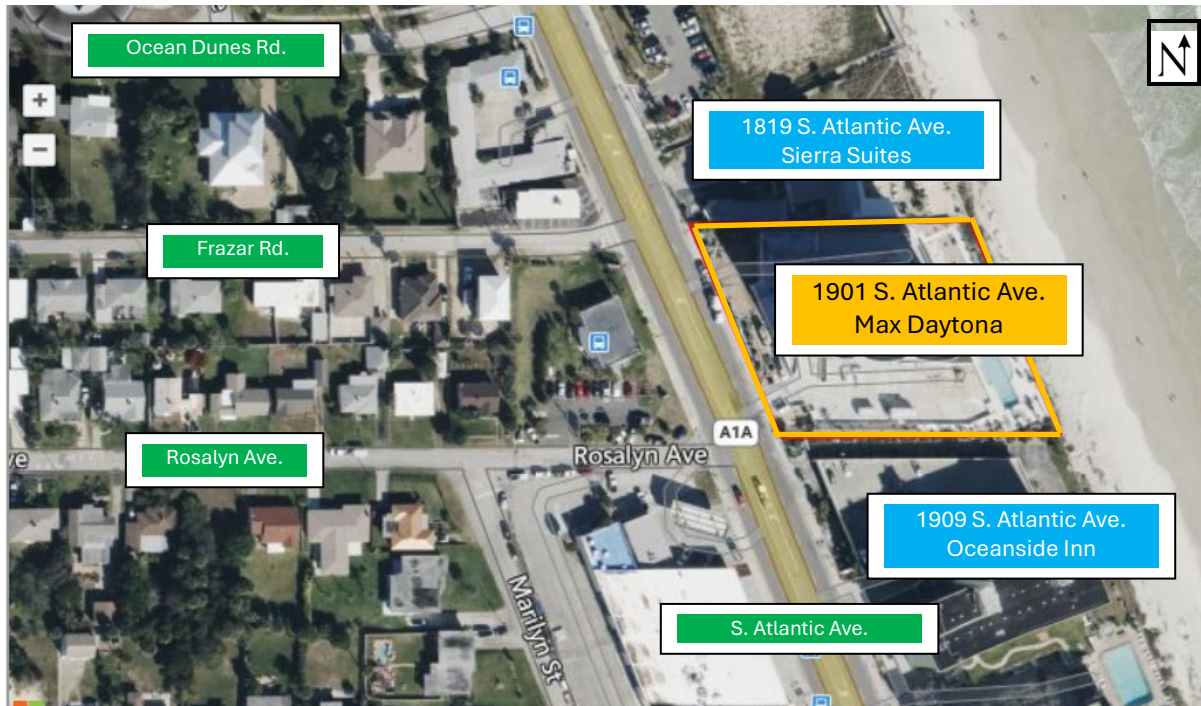 Ocean Dunes Rd.
N
+
−
1819 S. Atlantic Ave.
Sierra Suites
Frazar Rd.
1901 S. Atlantic Ave.
Max Daytona
A1A
Rosalyn Ave
Rosalyn Ave.
ve
1909 S. Atlantic Ave.
Oceanside Inn
Marilyn St
S. Atlantic Ave.